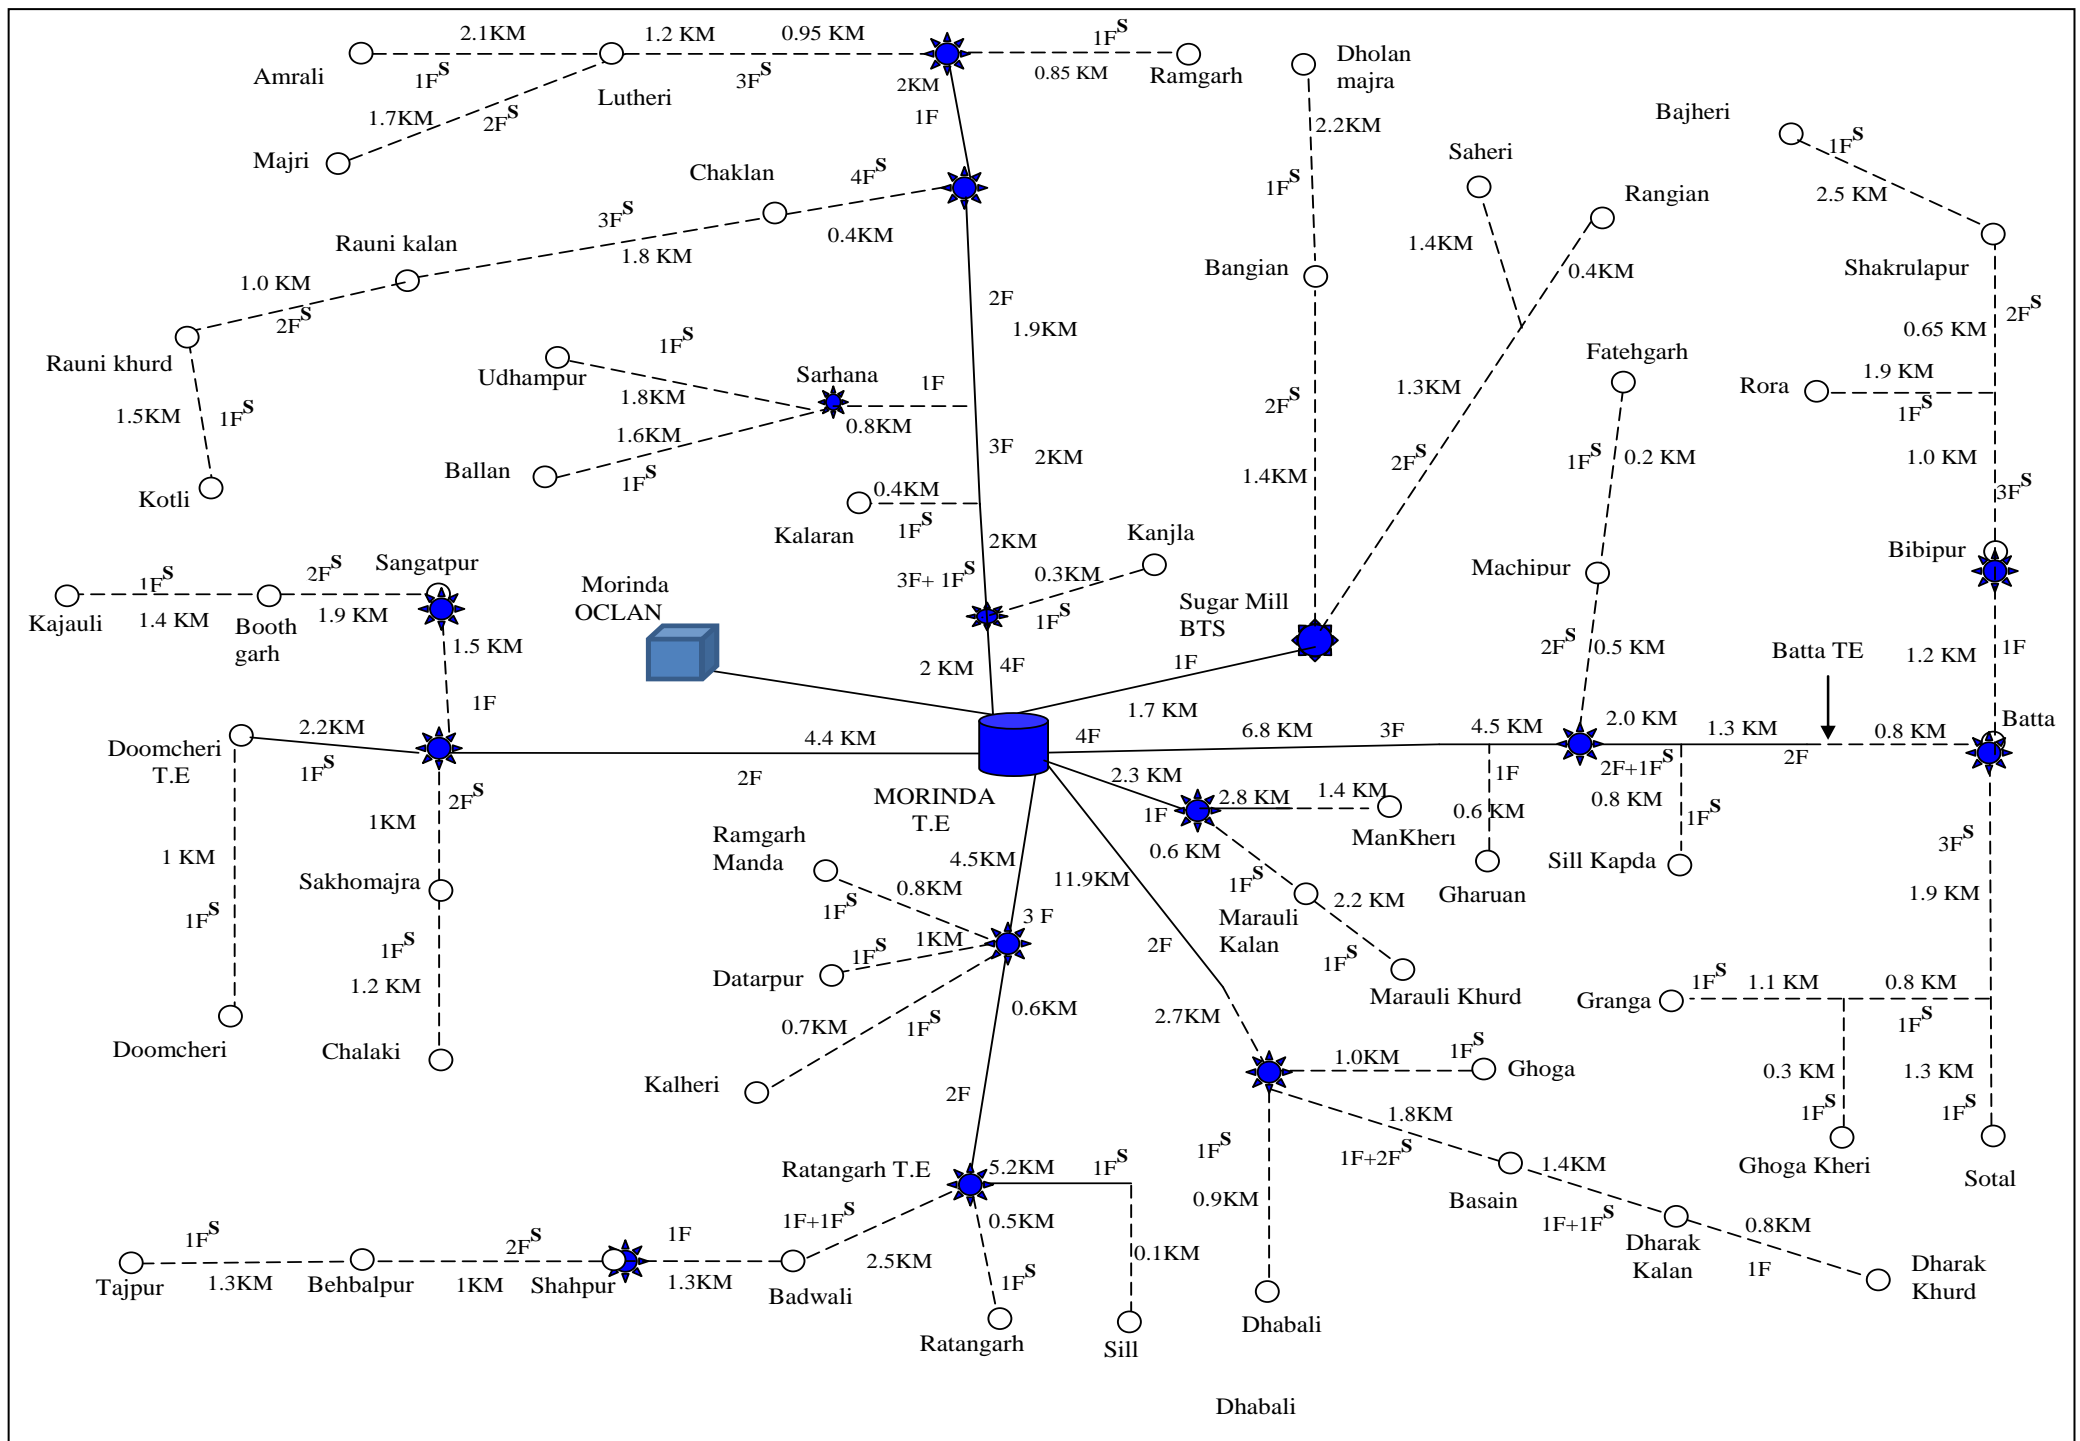 2.1KM
1.2 KM
0.95 KM
1F^S
Amrali
1F^S
Lutheri
3F^S
2KM
0.85 KM
Ramgarh
Dholan
majra
1.7KM
2F^S
1F
2.2KM
Bajheri
1F^S
Majri
Chaklan
4F^S
1F^S
Saheri
Rangian
2.5 KM
3F^S
0.4KM
1.4KM
Rauni kalan
1.8 KM
Bangian
0.4KM
Shakrulapur
1.0 KM
2F^S
2F
1.9KM
2F^S
0.65 KM
Rauni khurd
1F^S
Udhampur
1.8KM
Sarhana
1F
1.3KM
Fatehgarh
Rora
1.9 KM
1F^S
1.5KM
1F^S
1.6KM
0.8KM
2F^S
Ballan
1F^S
3F
2KM
1.4KM
2F^S
1F^S
0.2 KM
1.0 KM
3F^S
Kotli
0.4KM
Kalaran
1F^S
2KM
Kanjla
Bibipur
1F^S
2F^S
Sangatpur
Morinda
OCLAN
3F+ 1F^S
0.3KM
1F^S
Machipur
Kajauli
1.4 KM
Booth
garh
1.9 KM
Sugar Mill
BTS
1.5 KM
2 KM
4F
1F
2F^S
0.5 KM
Batta TE
1.2 KM
1F
1F
1.7 KM
2.0 KM
Batta
Doomcheri
T.E
2.2KM
1F^S
4.4 KM
2F
4F
6.8 KM
3F
4.5 KM
1.3 KM
0.8 KM
2F
2F+1F^S
0.8 KM
MORINDA
T.E
2.3 KM
1F
2.8 KM
1.4 KM
ManKheri
1F
0.6 KM
1F^S
Sill Kapda
Gharuan
3F^S
2F^S
1KM
Ramgarh
Manda
1 KM
Sakhomajra
4.5KM
0.8KM
1F^S
11.9KM
0.6 KM
1F^S
Marauli
Kalan
2.2 KM
1F^S
Marauli Khurd
1.9 KM
1F^S
1F^S
1.2 KM
3 F
1KM
1F^S
Datarpur
2F
Granga
1F^S
1.1 KM
0.8 KM
1F^S
Doomcheri
Chalaki
0.7KM
1F^S
0.6KM
2.7KM
Kalheri
1.0KM
1F^S
Ghoga
0.3 KM
1F^S
1.3 KM
1F^S
2F
1.8KM
1F+2F^S
Ghoga Kheri
Sotal
Ratangarh T.E
5.2KM
1F^S
1F^S
0.9KM
Basain
1.4KM
1F+1F^S
1F+1F^S
2.5KM
0.5KM
1F^S
0.1KM
Dharak
Kalan
0.8KM
1F
Dharak
Khurd
1F^S
Tajpur
1.3KM
Behbalpur
2F^S
1KM
Shahpur
1F
1.3KM
Badwali
Ratangarh
Sill
Dhabali
Dhabali